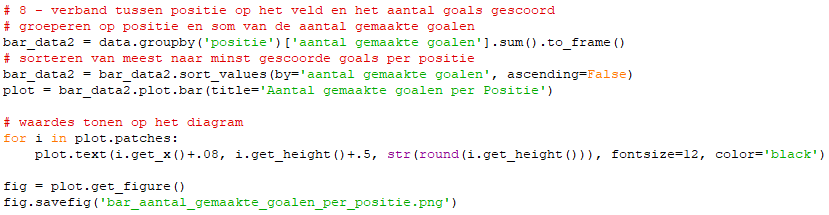 # 8 - verband tussen positie op het veld en het aantal goals gescoord
# groeperen op positie en som van de aantal gemaakte goalen
bar_data2 = data.groupby('positie')['aantal gemaakte goalen'].sum().to_frame()
# sorteren van meest naar minst gescoorde goals per positie
bar_data2 = bar_data2.sort_values(by='aantal gemaakte goalen', ascending=False)
plot = bar_data2.plot.bar(title='Aantal gemaakte goalen per Positie')

# waardes tonen op het diagram
for i in plot.patches:
    plot.text(i.get_x()+.08, i.get_height()+.5, str(round(i.get_height())), fontsize=12, color='black')

fig = plot.get_figure()
fig.savefig('bar_aantal_gemaakte_goalen_per_positie.png')